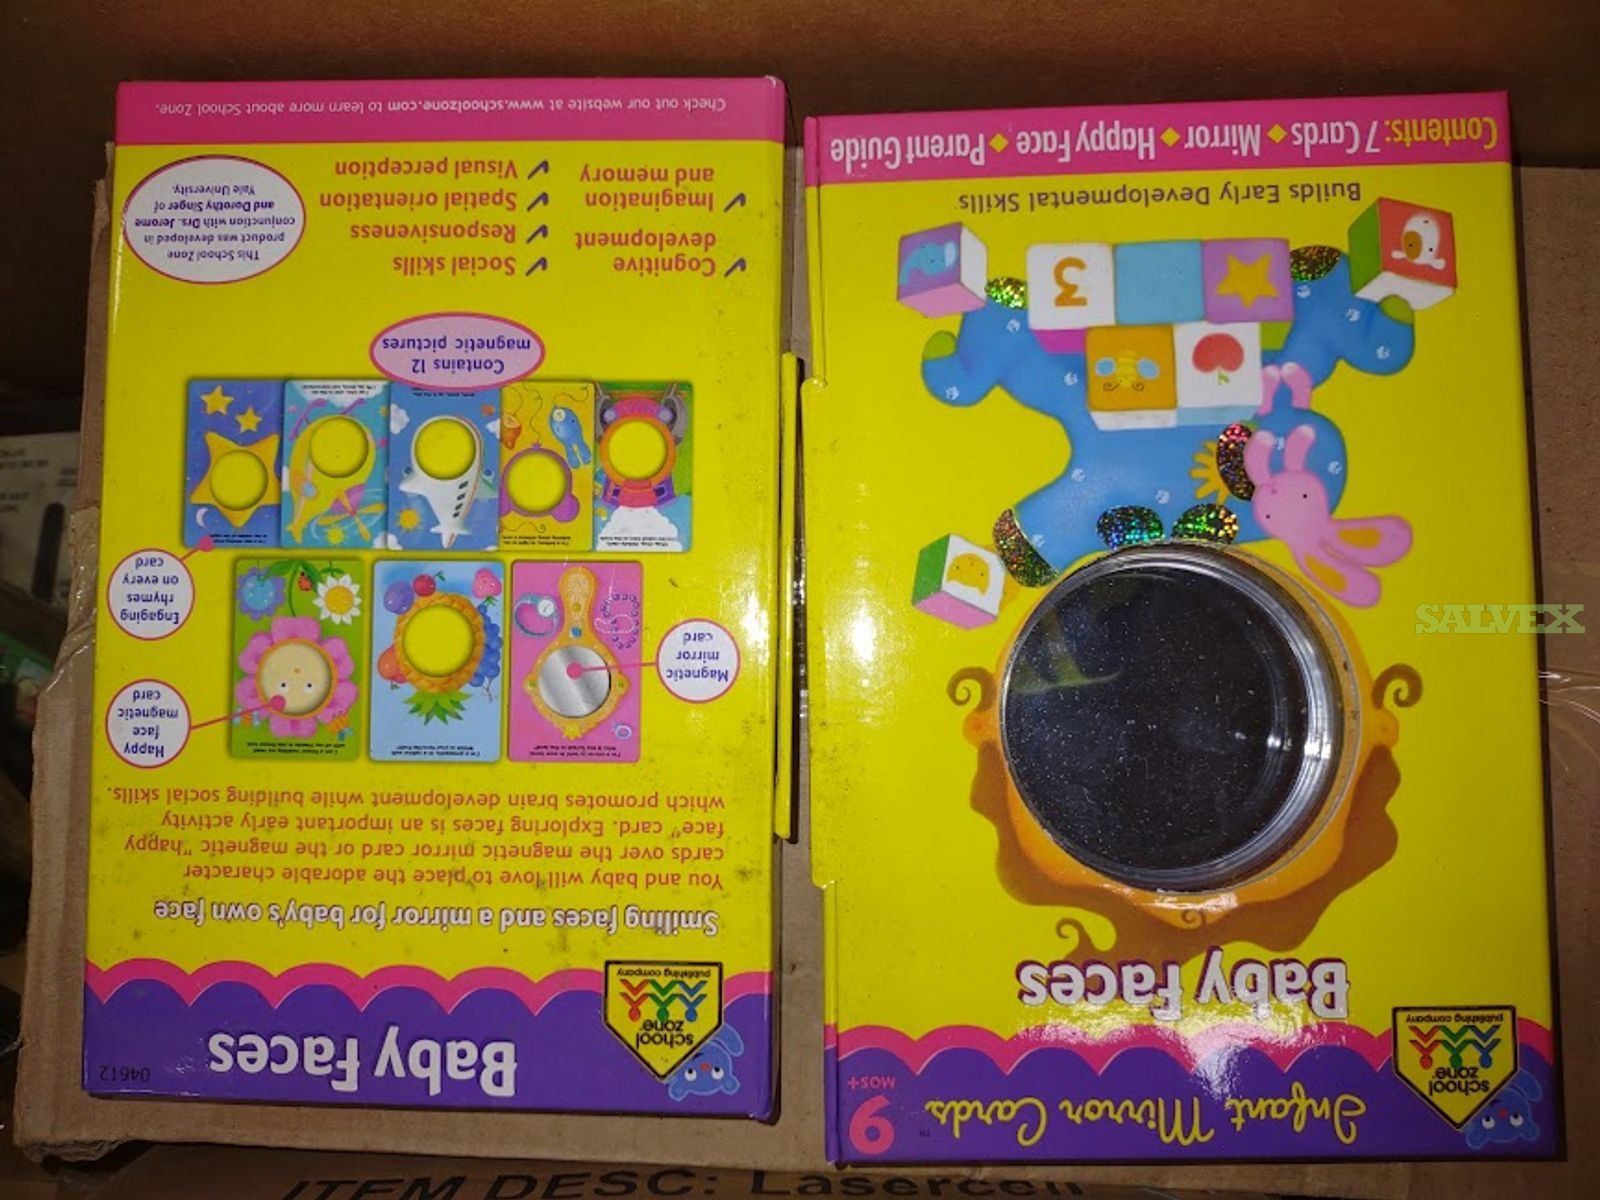 Infant Mirror Cards™
6
MOS+
school
zone®
publishing company
Baby Faces
3
Builds Early Developmental Skills
Contents: 7 Cards ◆ Mirror ◆ Happy Face ◆ Parent Guide
Baby Faces
04612
school
zone®
publishing company
Smiling faces and a mirror for baby's own face
You and baby will love to place the adorable character
cards over the magnetic mirror card or the magnetic "happy
face" card. Exploring faces is an important early activity
which promotes brain development while building social skills.
Magnetic
mirror
card
Happy
magnetic
face
card
Engaging
rhymes
on every
card
Contains 12
magnetic pictures
✓ Cognitive
development
✓ Imagination
and memory
✓ Social skills
✓ Responsiveness
✓ Spatial orientation
✓ Visual perception
This School Zone
product was developed in
conjunction with Drs. Jerome
and Dorothy Singer of
Yale University.
Check out our website at www.schoolzone.com to learn more about School Zone.
SALVEX
ITEM DESC: Lasercell